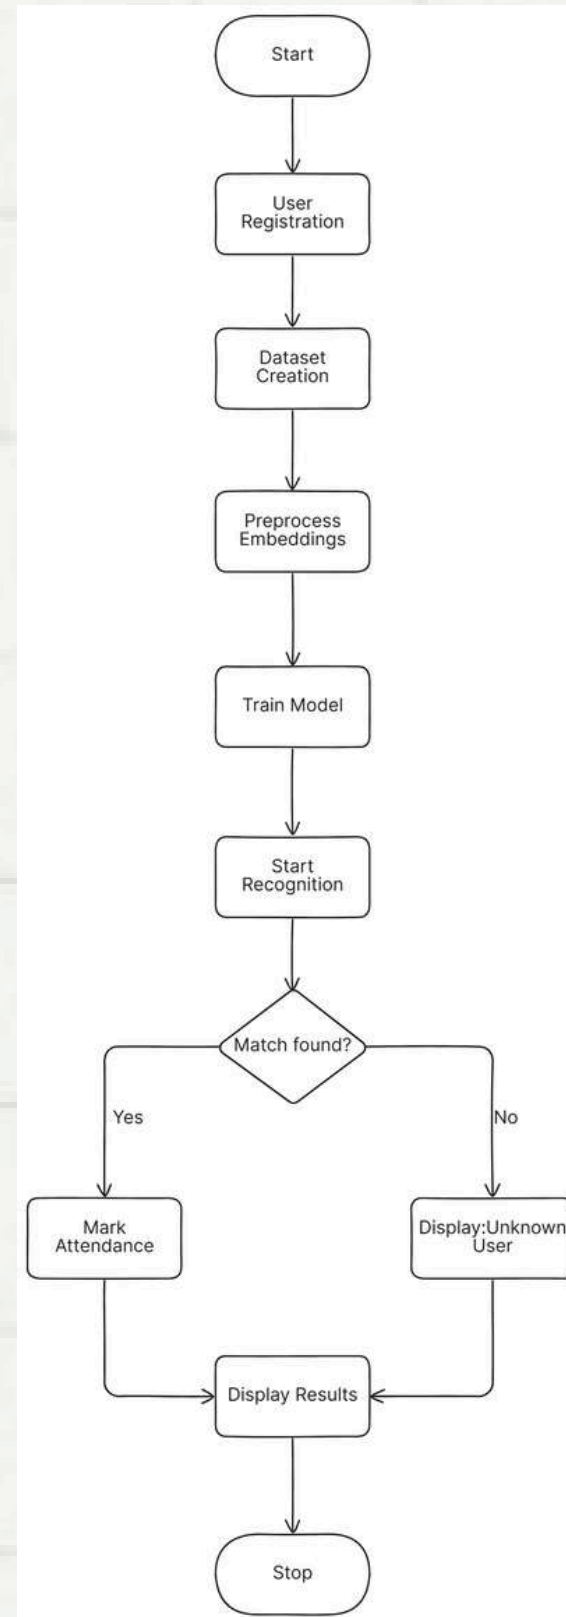 Start
User
Registration
Dataset
Creation
Preprocess
Embeddings
Train Model
Start
Recognition
Match found?
Yes
No
Mark
Attendance
Display:Unknown
User
Display Results
Stop